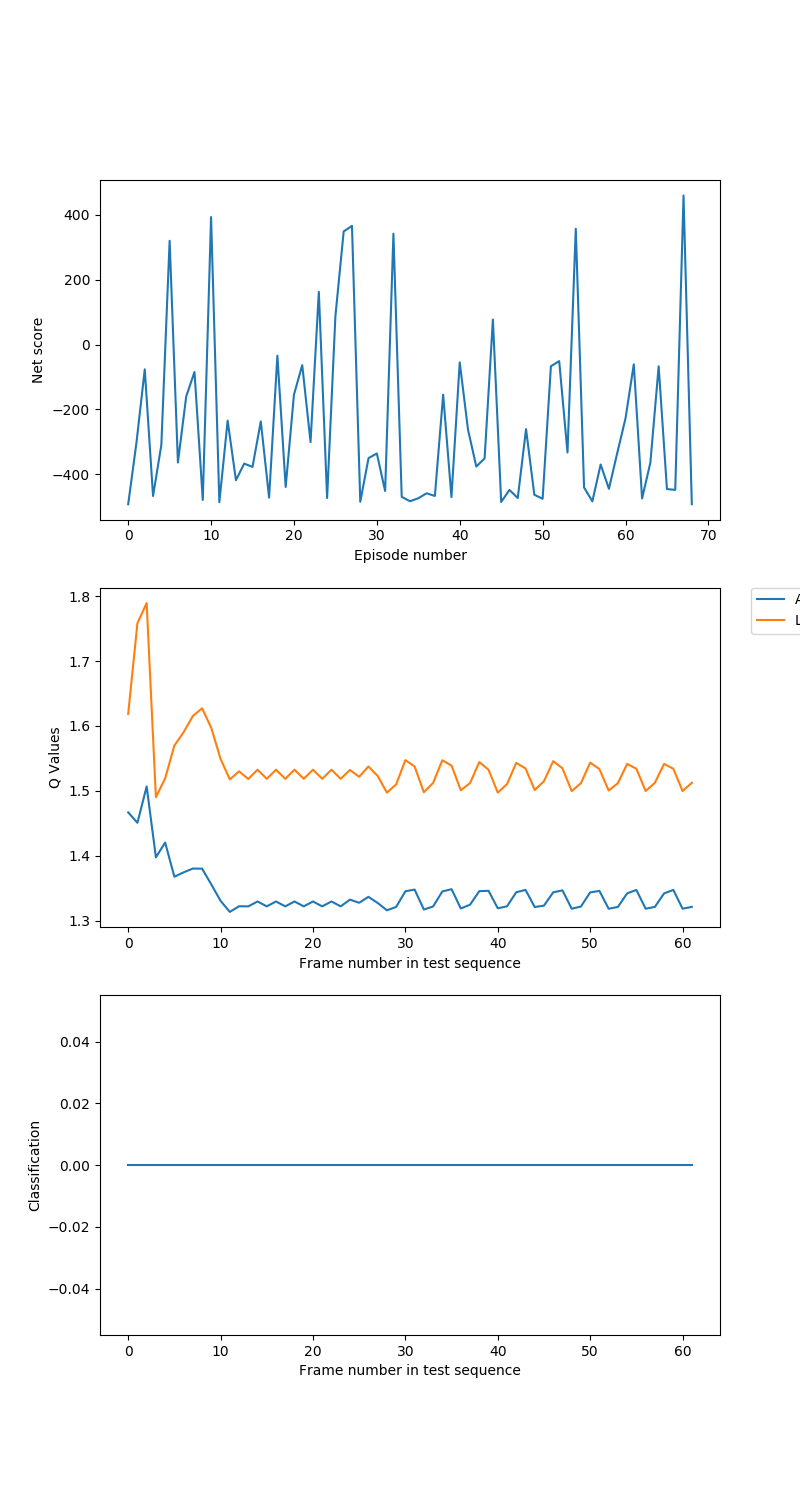 400
200
0
−200
−400
Net score
0 10 20 30 40 50 60 70
Episode number
1.8
1.7
1.6
1.5
1.4
1.3
Q Values
0 10 20 30 40 50 60
Frame number in test sequence
0.04
0.02
0.00
−0.02
−0.04
Classification
0 10 20 30 40 50 60
Frame number in test sequence